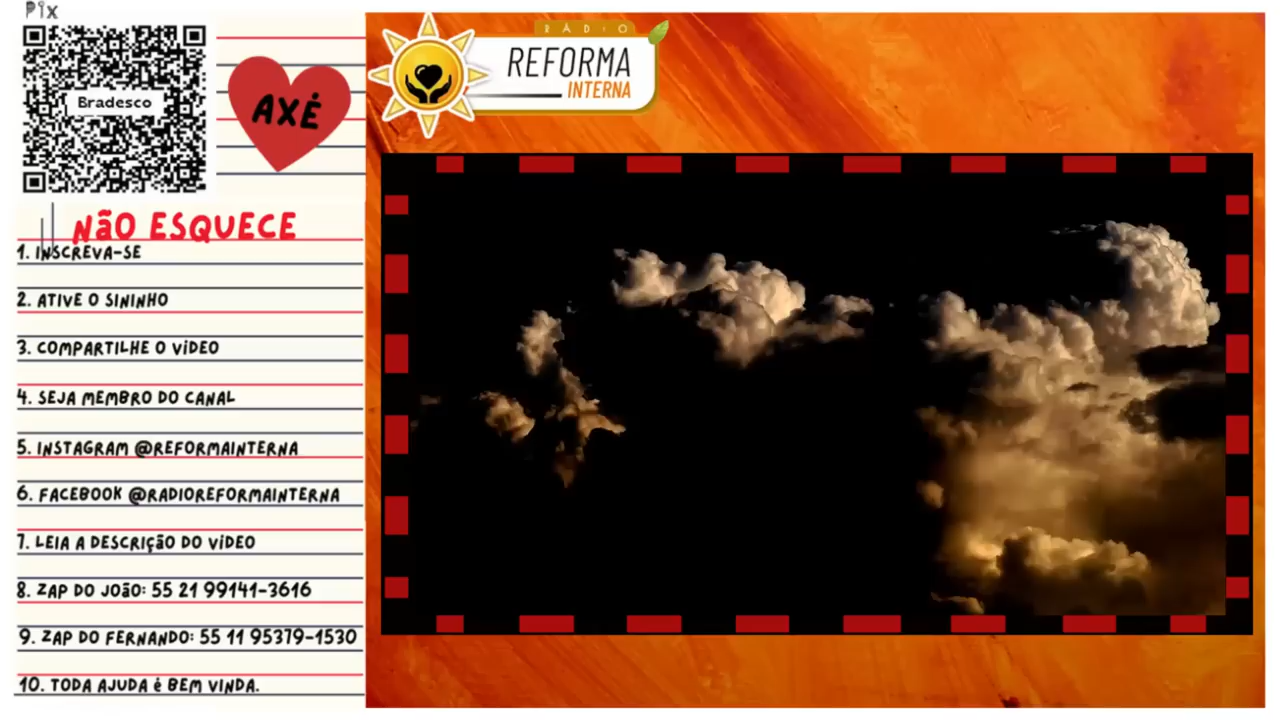 Pix
Bradesco
AXÉ
NÃO ESQUECE
1. INSCREVA-SE
2. ATIVE O SININHO
3. COMPARTILHE O VÍDEO
4. SEJA MEMBRO DO CANAL
5. INSTAGRAM @REFORMAINTERNA
6. FACEBOOK @RADIOREFORMAINTERNA
7. LEIA A DESCRIÇÃO DO VÍDEO
8. ZAP DO JOÃO: 55 21 99141-3616
9. ZAP DO FERNANDO: 55 11 95379-1530
10. TODA AJUDA É BEM VINDA.
RÁDIO
REFORMA
INTERNA